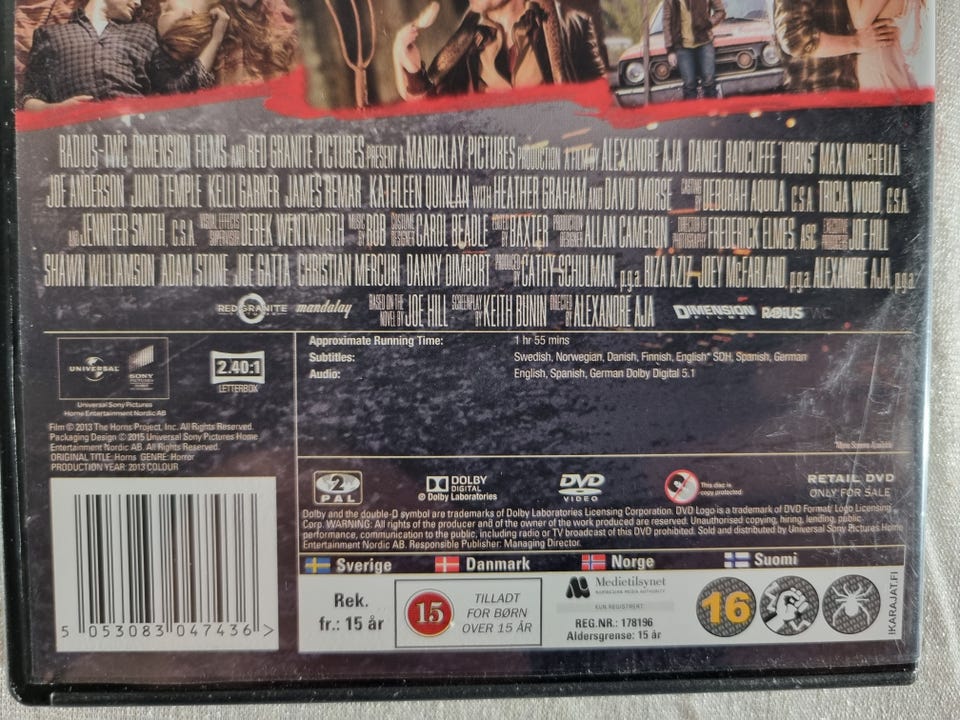 RADIUS-TWC DIMENSION FILMS AND RED GRANITE PICTURES PRESENT A MANDALAY PICTURES PRODUCTION A FILM BY ALEXANDRE AJA DANIEL RADCLIFFE "HORNS" MAX MINGHELLA
JOE ANDERSON JUNO TEMPLE KELLI GARNER JAMES REMAR KATHLEEN QUINLAN WITH HEATHER GRAHAM AND DAVID MORSE CASTING BY DEBORAH AQUILA C.S.A. TRICIA WOOD, C.S.A.
AND JENNIFER SMITH, C.S.A. VISUAL EFFECTS SUPERVISOR DEREK WENTWORTH MUSIC BY ROB COSTUME DESIGNER CAROL BEADLE EDITED BY BAXTER PRODUCTION DESIGNER ALLAN CAMERON DIRECTOR OF PHOTOGRAPHY FREDERICK ELMES, ASC EXECUTIVE PRODUCERS JOE HILL
SHAWN WILLIAMSON ADAM STONE JOE GATTA CHRISTIAN MERCURI DANNY DIMBORT PRODUCED BY CATHY SCHULMAN, p.g.a. RIZA AZIZ JOEY McFARLAND, p.g.a. ALEXANDRE AJA, p.g.a.
RED GRANITE mandalay BASED ON THE NOVEL BY JOE HILL SCREENPLAY BY KEITH BUNIN DIRECTED BY ALEXANDRE AJA DIMENSION FILMS RADIUS TWC
UNIVERSAL
SONY PICTURES
Universal Sony Pictures
Home Entertainment Nordic AB
2.40:1
LETTERBOX
Film © 2013 The Horns Project, Inc. All Rights Reserved.
Packaging Design © 2015 Universal Sony Pictures Home
Entertainment Nordic AB. All Rights Reserved.
ORIGINAL TITLE: Horns GENRE: Horror
PRODUCTION YEAR: 2013 COLOUR
Approximate Running Time: 1 hr 55 mins
Subtitles: Swedish, Norwegian, Danish, Finnish, English* SDH, Spanish, German
Audio: English, Spanish, German Dolby Digital 5.1
*Menu Screens Available
2
PAL
DOLBY
DIGITAL
© Dolby Laboratories
DVD
VIDEO
This disc is
copy protected
RETAIL DVD
ONLY FOR SALE
Dolby and the double-D symbol are trademarks of Dolby Laboratories Licensing Corporation. DVD Logo is a trademark of DVD Format/Logo Licensing
Corp. WARNING: All rights of the producer and of the owner of the work produced are reserved. Unauthorised copying, hiring, lending, public
performance, communication to the public, including radio or TV broadcast of this DVD prohibited. Sold and distributed by Universal Sony Pictures Home
Entertainment Nordic AB. Responsible Publisher: Managing Director.
Sverige Danmark Norge Suomi
Rek.
fr.: 15 år
15
TILLADT
FOR BØRN
OVER 15 ÅR
Medietilsynet
NORWEGIAN MEDIA AUTHORITY
KUN REGISTRERT
REG.NR.: 178196
Aldersgrense: 15 år
16
IKARAJAT.FI
5 053083 047436 >